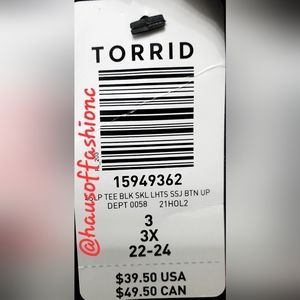 TORRID
15949362
SLP TEE BLK SKL LHTS SSJ BTN UP
DEPT 0058 21HOL2
3
3X
22-24
$39.50 USA
$49.50 CAN
@hausoffashionc